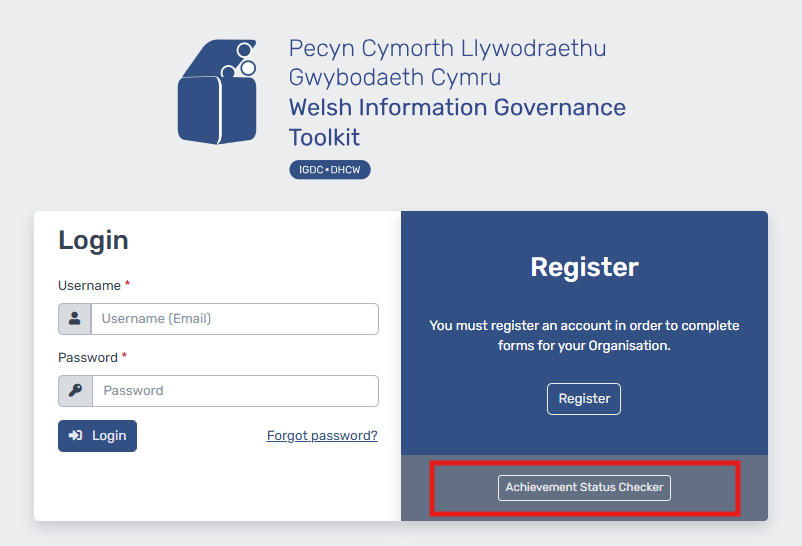 Pecyn Cymorth Llywodraethu
Gwybodaeth Cymru
Welsh Information Governance
Toolkit
IGDC•DHCW
Login
Username *
Username (Email)
Password *
Password
Login
Forgot password?
Register
You must register an account in order to complete
forms for your Organisation.
Register
Achievement Status Checker